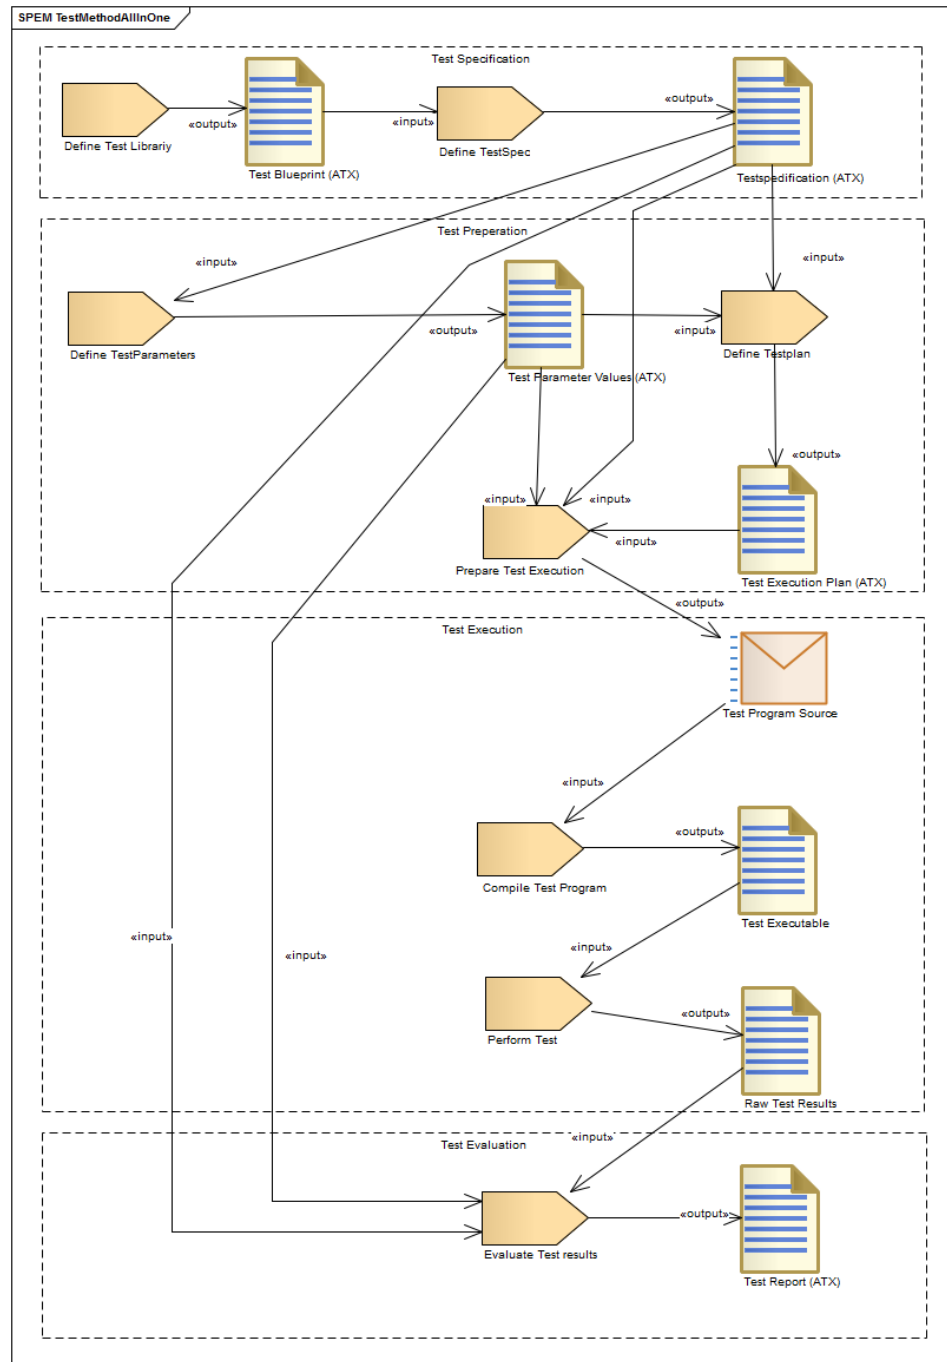 SPEM TestMethodAllInOne
Test Specification
«output»
«input»
«output»
Define Test Librariy
Test Blueprint (ATX)
Define TestSpec
Testspedification (ATX)
Test Preperation
«input»
«input»
«output»
«input»
Define TestParameters
Test Parameter Values (ATX)
Define Testplan
«output»
«input»
«input»
«input»
Prepare Test Execution
Test Execution Plan (ATX)
«output»
Test Execution
Test Program Source
«input»
«output»
Compile Test Program
Test Executable
«input»
«input»
«input»
«output»
Perform Test
Raw Test Results
Test Evaluation
«input»
«output»
Evaluate Test results
Test Report (ATX)